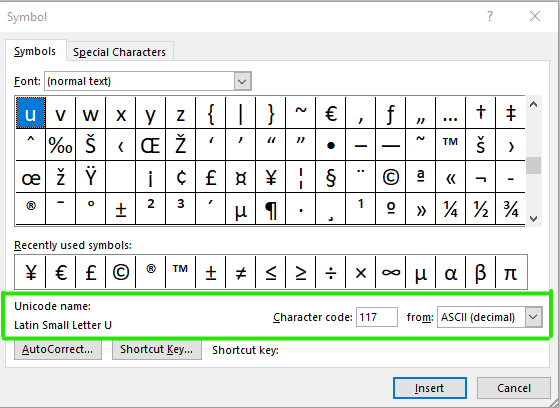 Symbol ? ×
Symbols Special Characters
Font: (normal text)
u v w x y z { | } ~ € ‚ ƒ „ … † ‡
ˆ ‰ Š ‹ Œ Ž ‘ ’ “ ” • – — ˜ ™ š ›
œ ž Ÿ ¡ ¢ £ ¤ ¥ ¦ § ¨ © ª « ¬ -
® ¯ ° ± ² ³ ´ µ ¶ · ¸ ¹ º » ¼ ½ ¾
Recently used symbols:
¥ € £ © ® ™ ± ≠ ≤ ≥ ÷ × ∞ µ α β π
Unicode name:
Latin Small Letter U
Character code: 117 from: ASCII (decimal)
AutoCorrect... Shortcut Key... Shortcut key:
Insert Cancel